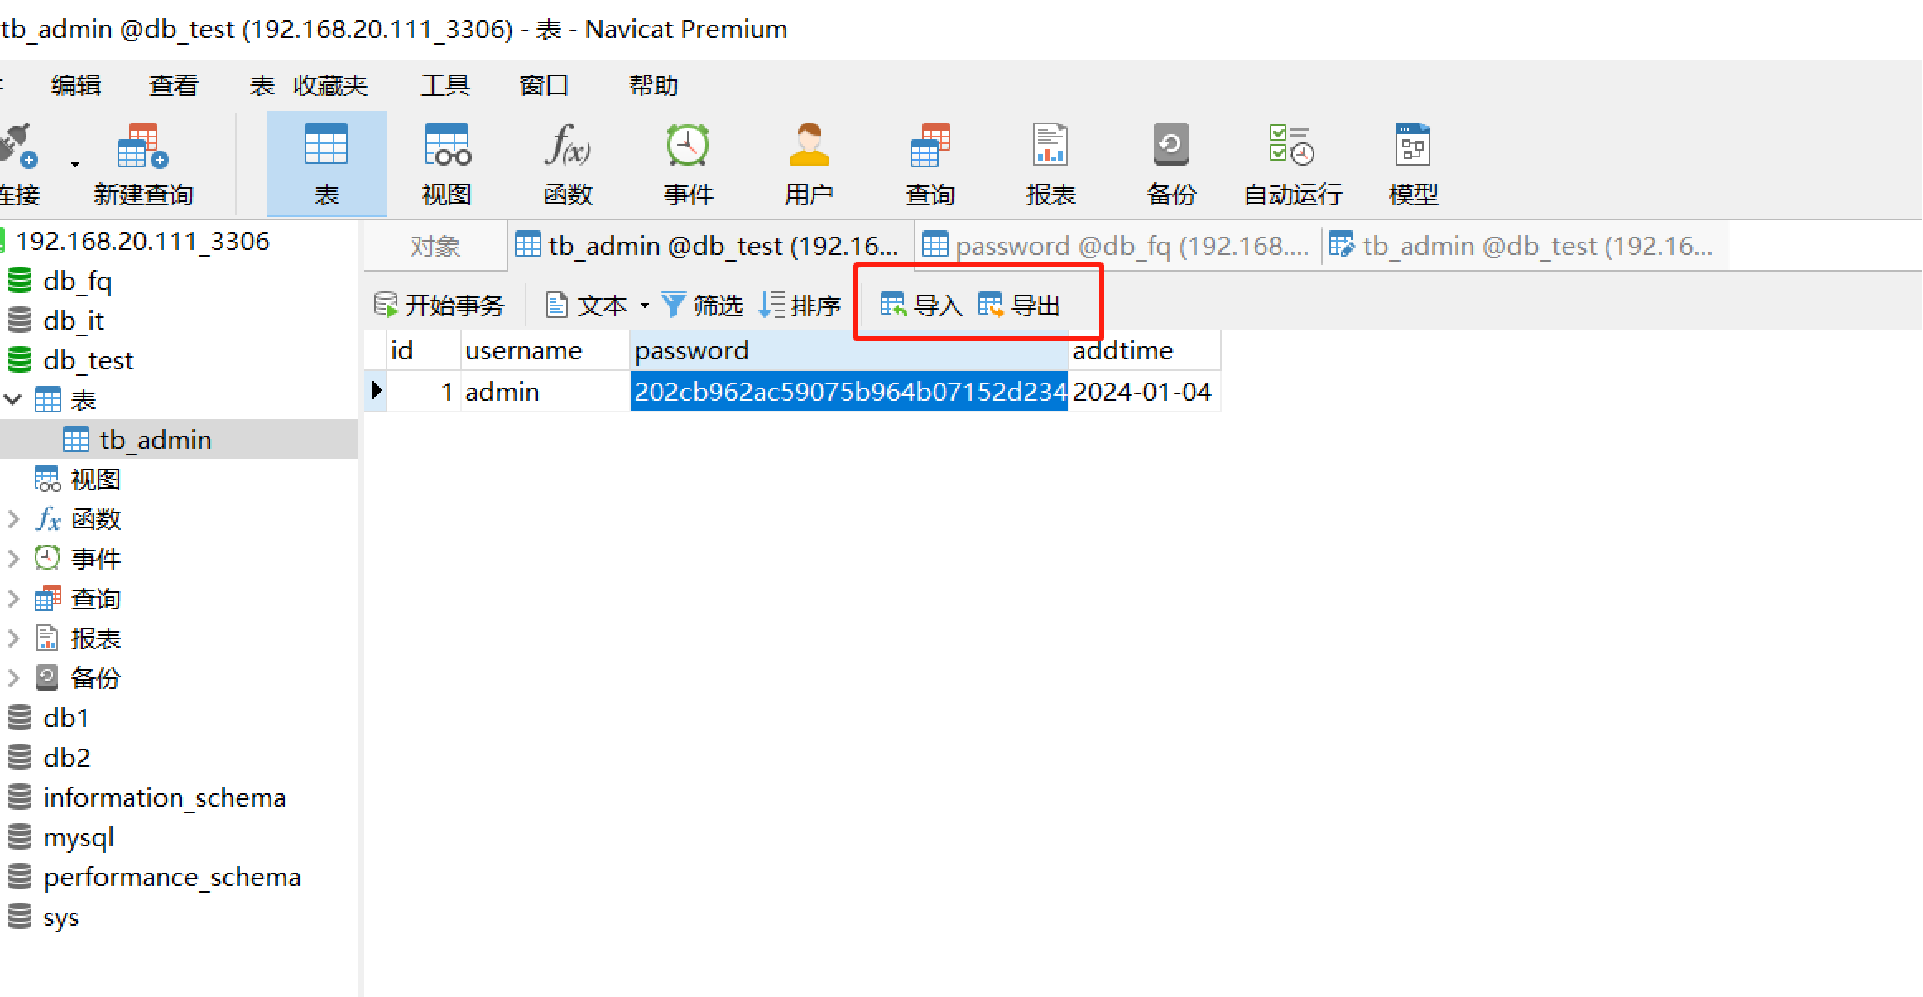 tb_admin @db_test (192.168.20.111_3306) - 表 - Navicat Premium
编辑 查看 表 收藏夹 工具 窗口 帮助
连接 新建查询 表 视图 函数 事件 用户 查询 报表 备份 自动运行 模型
192.168.20.111_3306
db_fq
db_it
db_test
表
tb_admin
视图
fx 函数
事件
查询
报表
备份
db1
db2
information_schema
mysql
performance_schema
sys
对象 tb_admin @db_test (192.16... password @db_fq (192.168.... tb_admin @db_test (192.16...
开始事务 文本 筛选 排序 导入 导出
id username password addtime
1 admin 202cb962ac59075b964b07152d234 2024-01-04